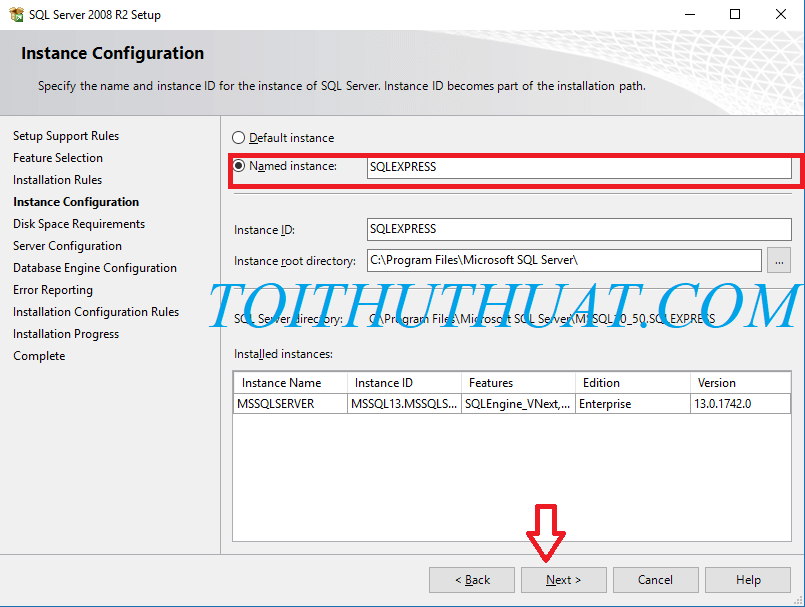 SQL Server 2008 R2 Setup
Instance Configuration
Specify the name and instance ID for the instance of SQL Server. Instance ID becomes part of the installation path.
Setup Support Rules
Feature Selection
Installation Rules
Instance Configuration
Disk Space Requirements
Server Configuration
Database Engine Configuration
Error Reporting
Installation Configuration Rules
Installation Progress
Complete
Default instance
Named instance: SQLEXPRESS
Instance ID: SQLEXPRESS
Instance root directory: C:\Program Files\Microsoft SQL Server\ ...
TOITHUTHUAT.COM
SQL Server directory: C:\Program Files\Microsoft SQL Server\MSSQL10_50.SQLEXPRESS
Installed instances:
Instance Name Instance ID Features Edition Version
MSSQLSERVER MSSQL13.MSSQLS... SQLEngine_VNext,... Enterprise 13.0.1742.0
< Back Next > Cancel Help